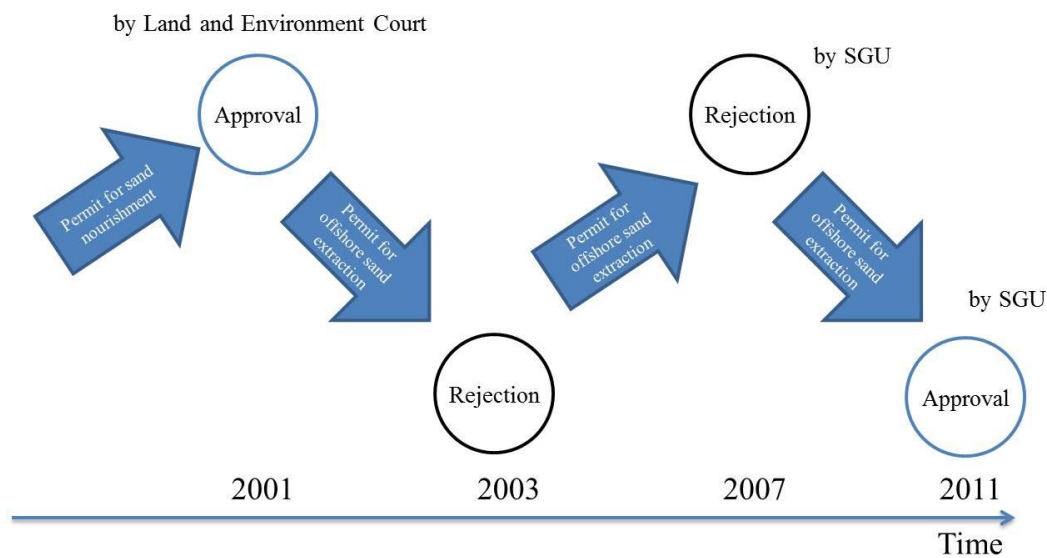 by Land and Environment Court
Approval
Permit for sand
nourishment
Permit for
offshore sand
extraction
Rejection
Permit for
offshore sand
extraction
by SGU
Rejection
Permit for
offshore sand
extraction
by SGU
Approval
2001
2003
2007
2011
Time